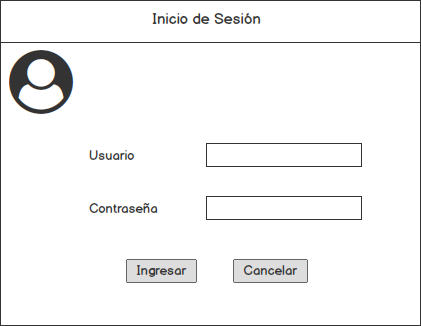 Inicio de Sesión
Usuario
Contraseña
Ingresar Cancelar